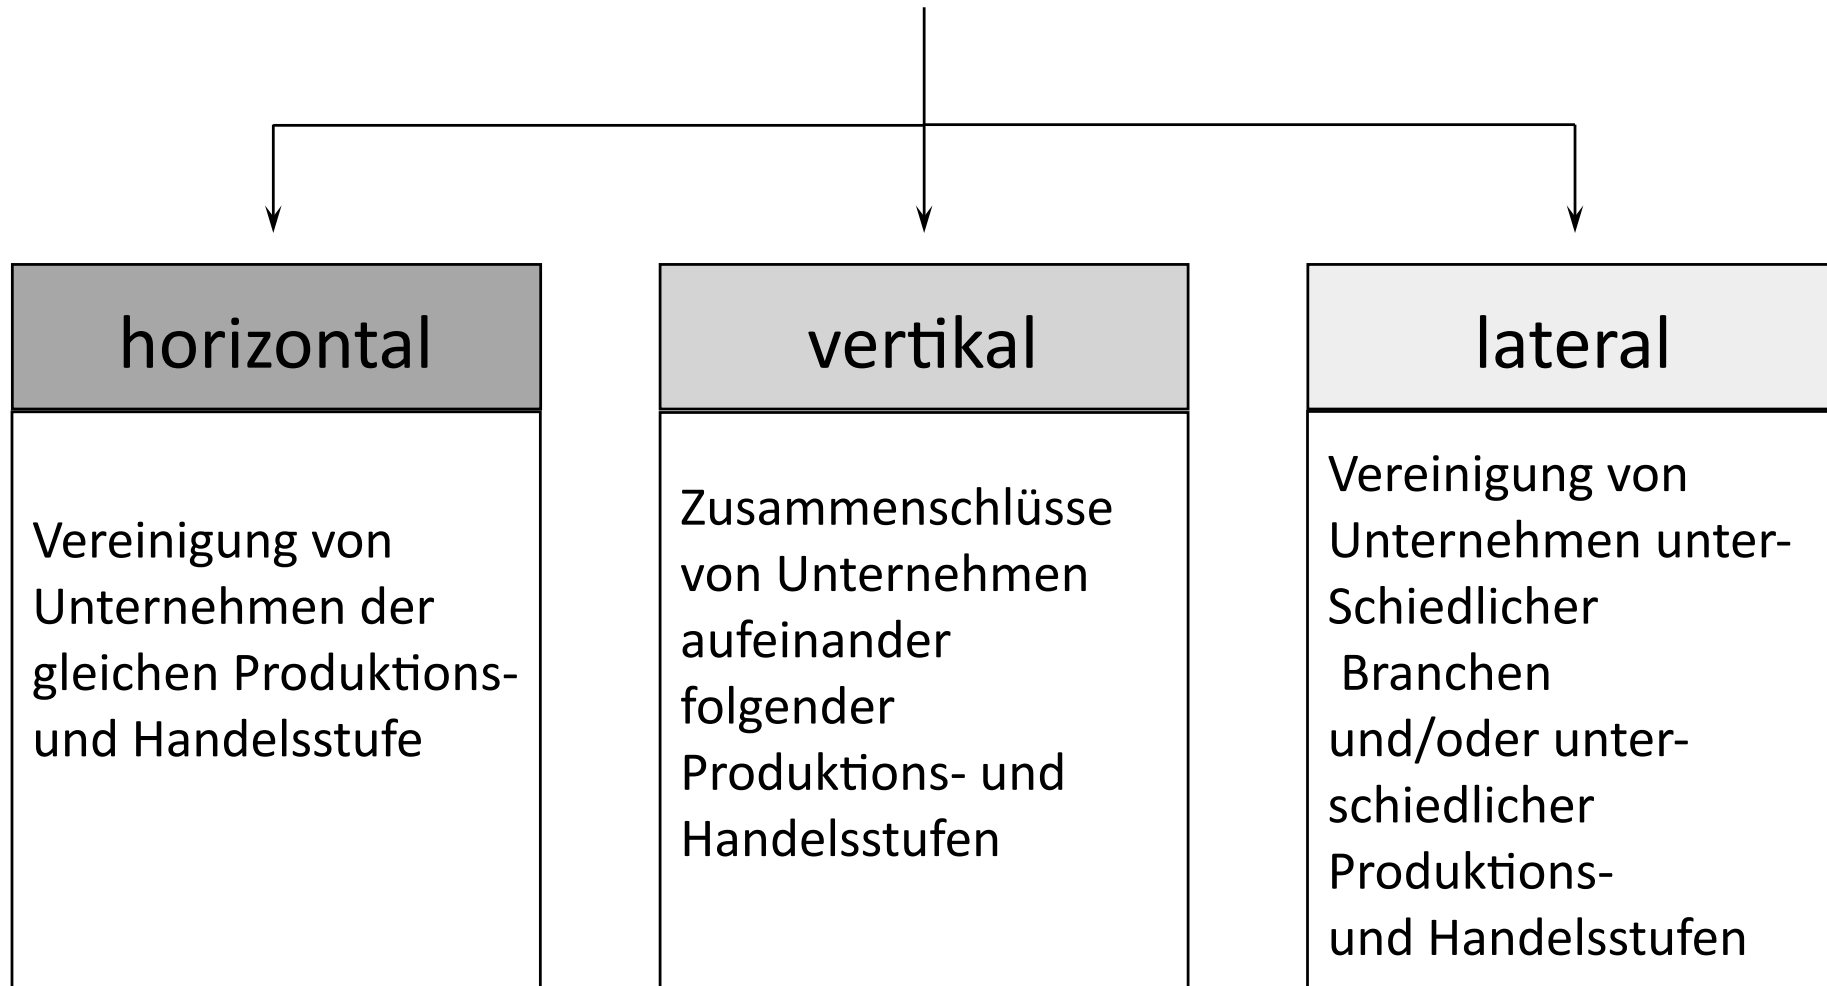 horizontal
Vereinigung von
Unternehmen der
gleichen Produktions-
und Handelsstufe
vertikal
Zusammenschlüsse
von Unternehmen
aufeinander
folgender
Produktions- und
Handelsstufen
lateral
Vereinigung von
Unternehmen unter-
Schiedlicher
Branchen
und/oder unter-
schiedlicher
Produktions-
und Handelsstufen